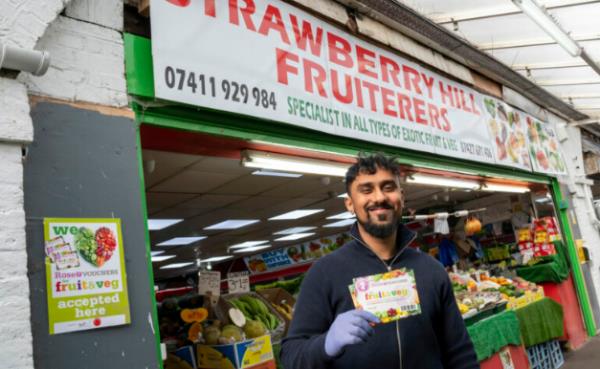 STRAWBERRY HILL
FRUITERERS
07411 929 984
SPECIALIST IN ALL TYPES OF EXOTIC FRUIT & VEG
we
Rose VOUCHERS
fruit&veg
accepted
here
fruit&veg